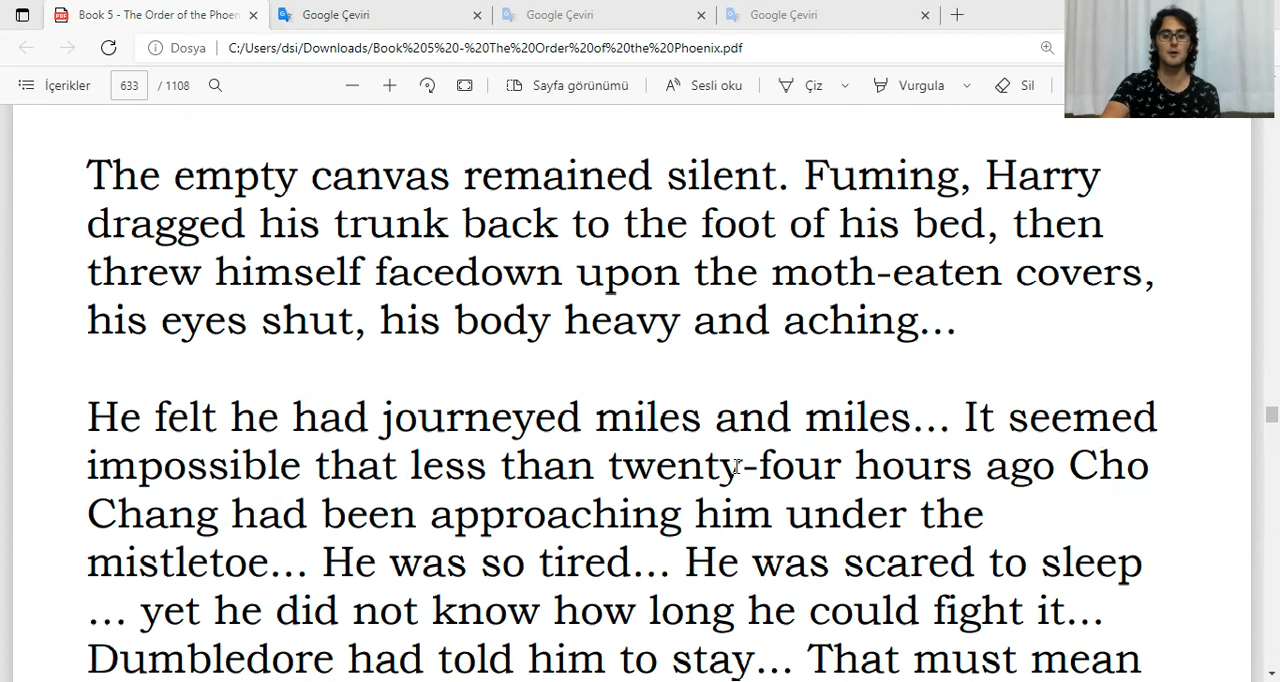 Book 5 - The Order of the Phoen
Google Çeviri
Google Çeviri
Google Çeviri
Dosya
C:/Users/dsi/Downloads/Book%205%20-%20The%20Order%20of%20the%20Phoenix.pdf
İçerikler
633
/ 1108
Sayfa görünümü
Sesli oku
Çiz
Vurgula
Sil
The empty canvas remained silent. Fuming, Harry
dragged his trunk back to the foot of his bed, then
threw himself facedown upon the moth-eaten covers,
his eyes shut, his body heavy and aching…
He felt he had journeyed miles and miles… It seemed
impossible that less than twenty-four hours ago Cho
Chang had been approaching him under the
mistletoe… He was so tired… He was scared to sleep
… yet he did not know how long he could fight it…
Dumbledore had told him to stay… That must mean